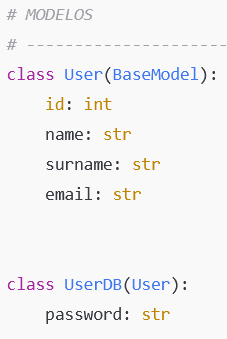 # MODELOS
# ----------------------
class User(BaseModel):
    id: int
    name: str
    surname: str
    email: str
class UserDB(User):
    password: str